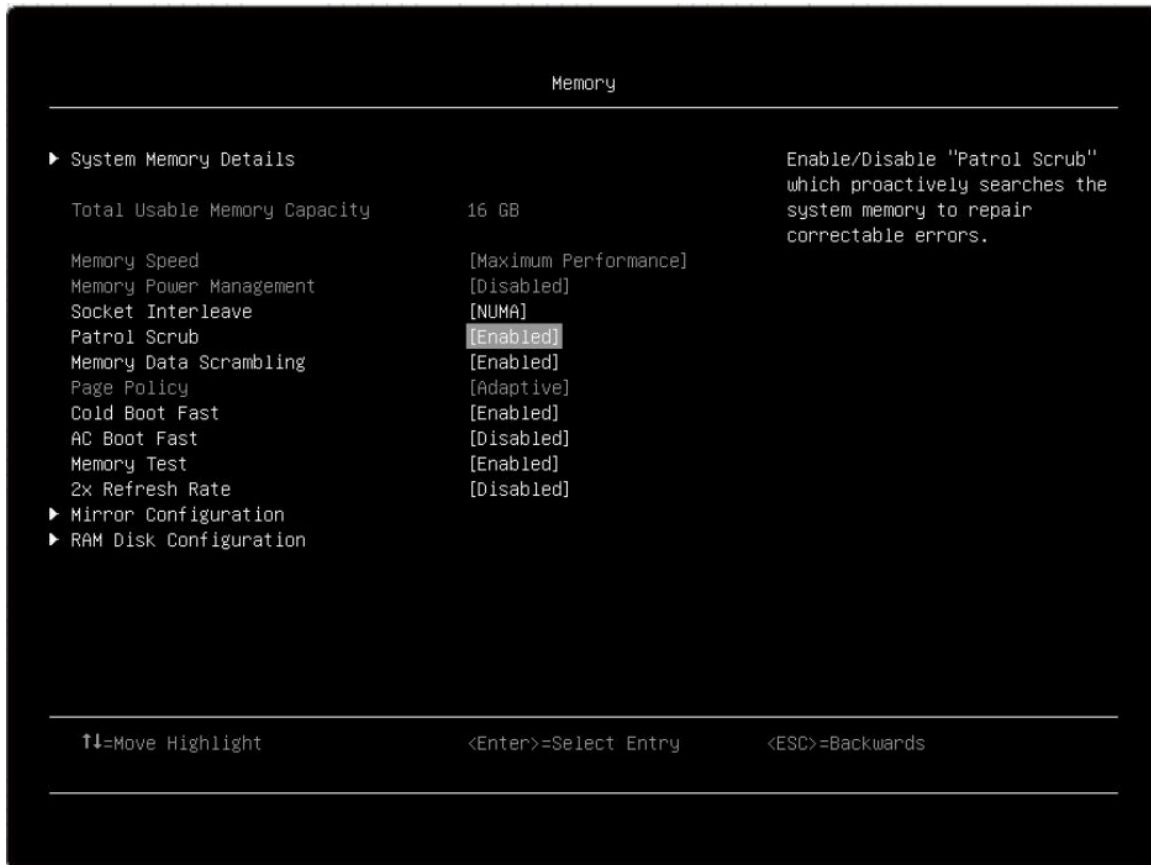 Memory
▶ System Memory Details
Total Usable Memory Capacity 16 GB
Memory Speed [Maximum Performance]
Memory Power Management [Disabled]
Socket Interleave [NUMA]
Patrol Scrub [Enabled]
Memory Data Scrambling [Enabled]
Page Policy [Adaptive]
Cold Boot Fast [Enabled]
AC Boot Fast [Disabled]
Memory Test [Enabled]
2x Refresh Rate [Disabled]
▶ Mirror Configuration
▶ RAM Disk Configuration
Enable/Disable "Patrol Scrub"
which proactively searches the
system memory to repair
correctable errors.
↑↓=Move Highlight <Enter>=Select Entry <ESC>=Backwards